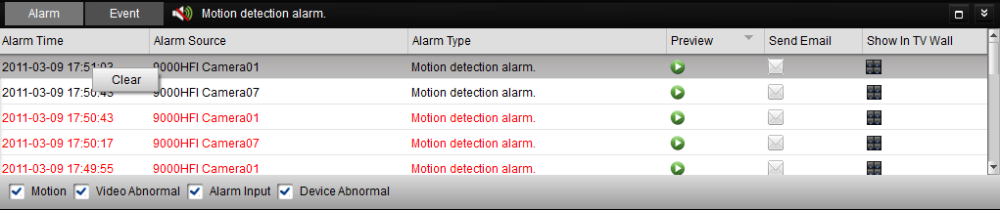 Alarm Event Motion detection alarm.
Alarm Time Alarm Source Alarm Type Preview Send Email Show In TV Wall
2011-03-09 17:51:03 9000HFI Camera01 Motion detection alarm.
Clear
2011-03-09 17:50:43 9000HFI Camera07 Motion detection alarm.
2011-03-09 17:50:43 9000HFI Camera01 Motion detection alarm.
2011-03-09 17:50:17 9000HFI Camera07 Motion detection alarm.
2011-03-09 17:49:55 9000HFI Camera01 Motion detection alarm.
Motion Video Abnormal Alarm Input Device Abnormal